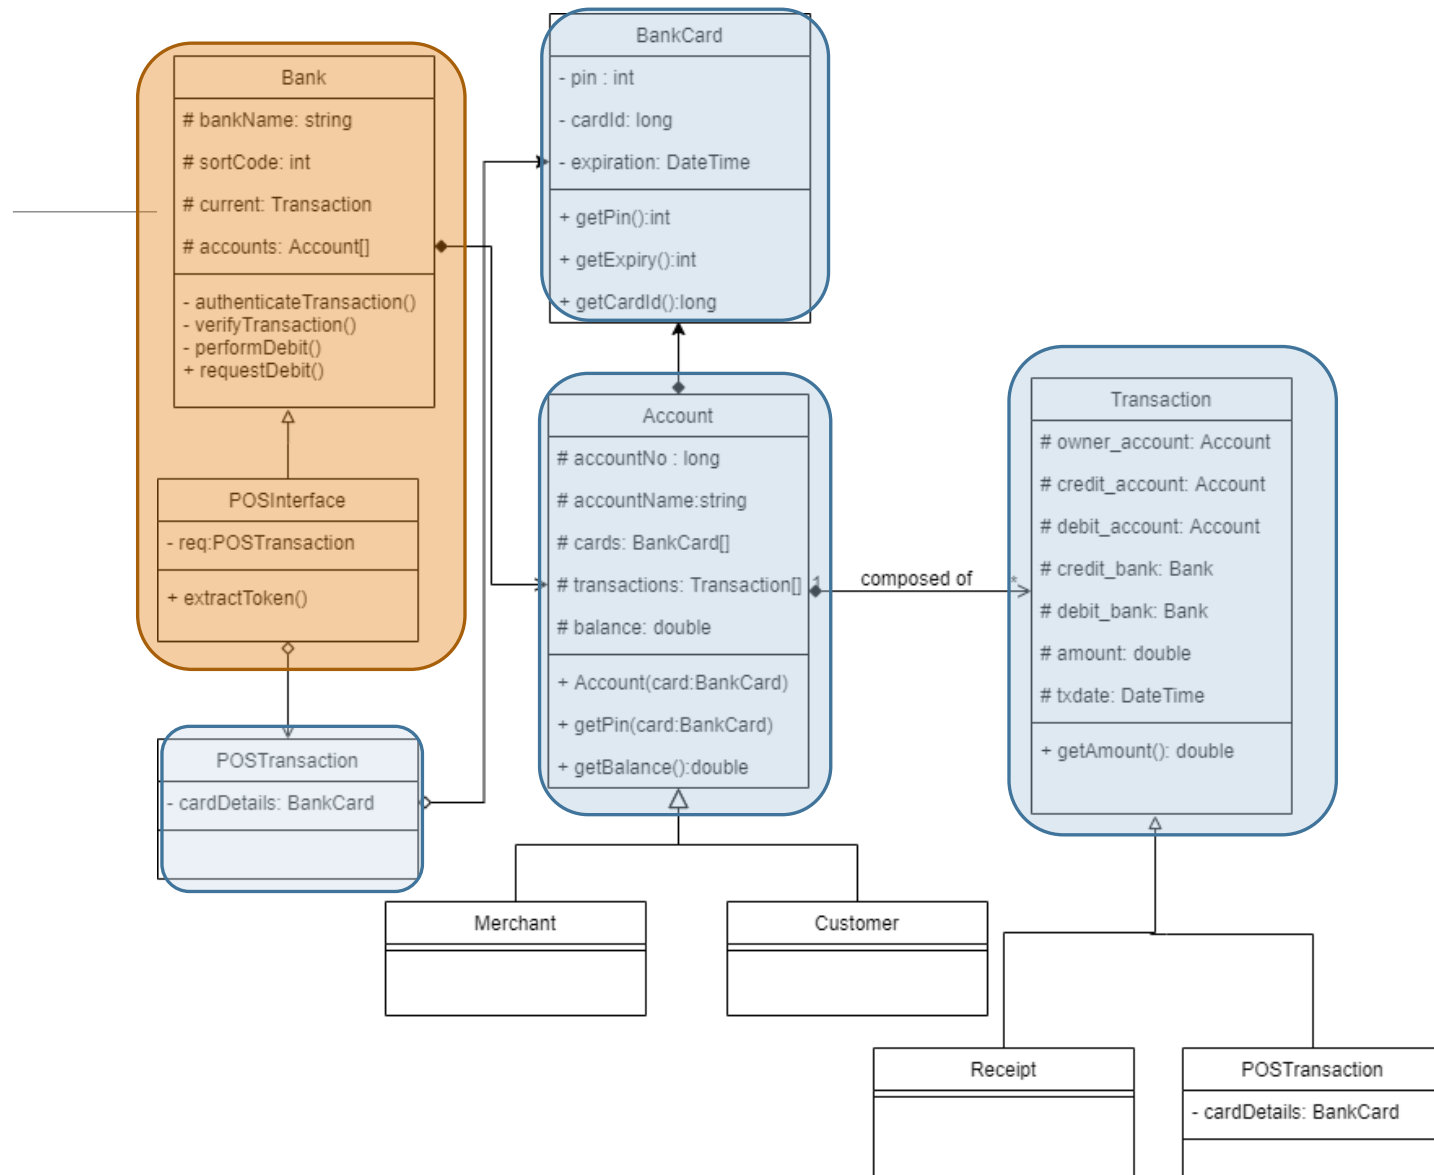 Bank
# bankName: string
# sortCode: int
# current: Transaction
# accounts: Account[]
- authenticateTransaction()
- verifyTransaction()
- performDebit()
+ requestDebit()
POSInterface
- req:POSTransaction
+ extractToken()
POSTransaction
- cardDetails: BankCard
BankCard
- pin : int
- cardId: long
- expiration: DateTime
+ getPin():int
+ getExpiry():int
+ getCardId():long
Account
# accountNo : long
# accountName:string
# cards: BankCard[]
# transactions: Transaction[]
# balance: double
+ Account(card:BankCard)
+ getPin(card:BankCard)
+ getBalance():double
1
composed of
*
Transaction
# owner_account: Account
# credit_account: Account
# debit_account: Account
# credit_bank: Bank
# debit_bank: Bank
# amount: double
# txdate: DateTime
+ getAmount(): double
Merchant
Customer
Receipt
POSTransaction
- cardDetails: BankCard